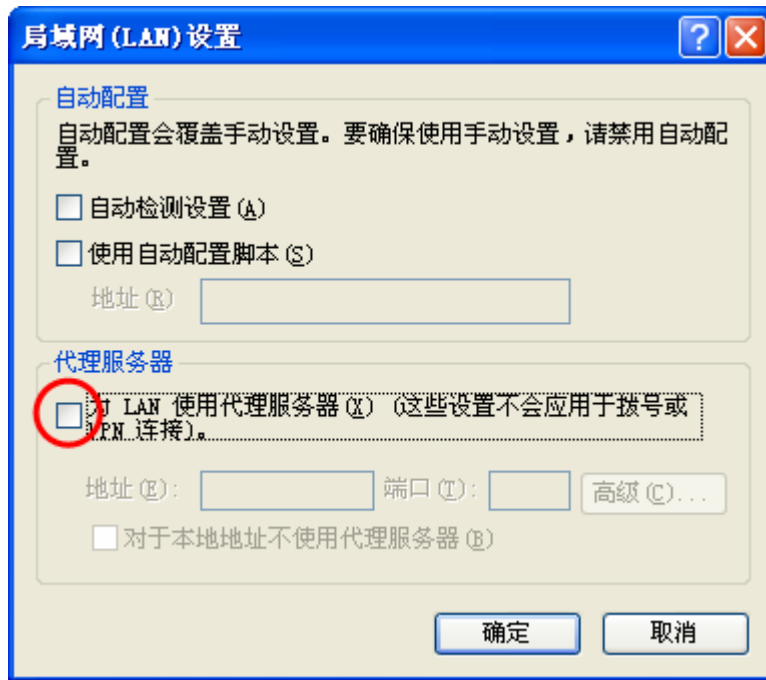 局域网(LAN)设置
自动配置
自动配置会覆盖手动设置。要确保使用手动设置,请禁用自动配
置。
自动检测设置(A)
使用自动配置脚本(S)
地址(R)
代理服务器
对 LAN 使用代理服务器(X) (这些设置不会应用于拨号或
VPN 连接)。
地址(E): 端口(T): 高级(C)...
对于本地地址不使用代理服务器(B)
确定 取消